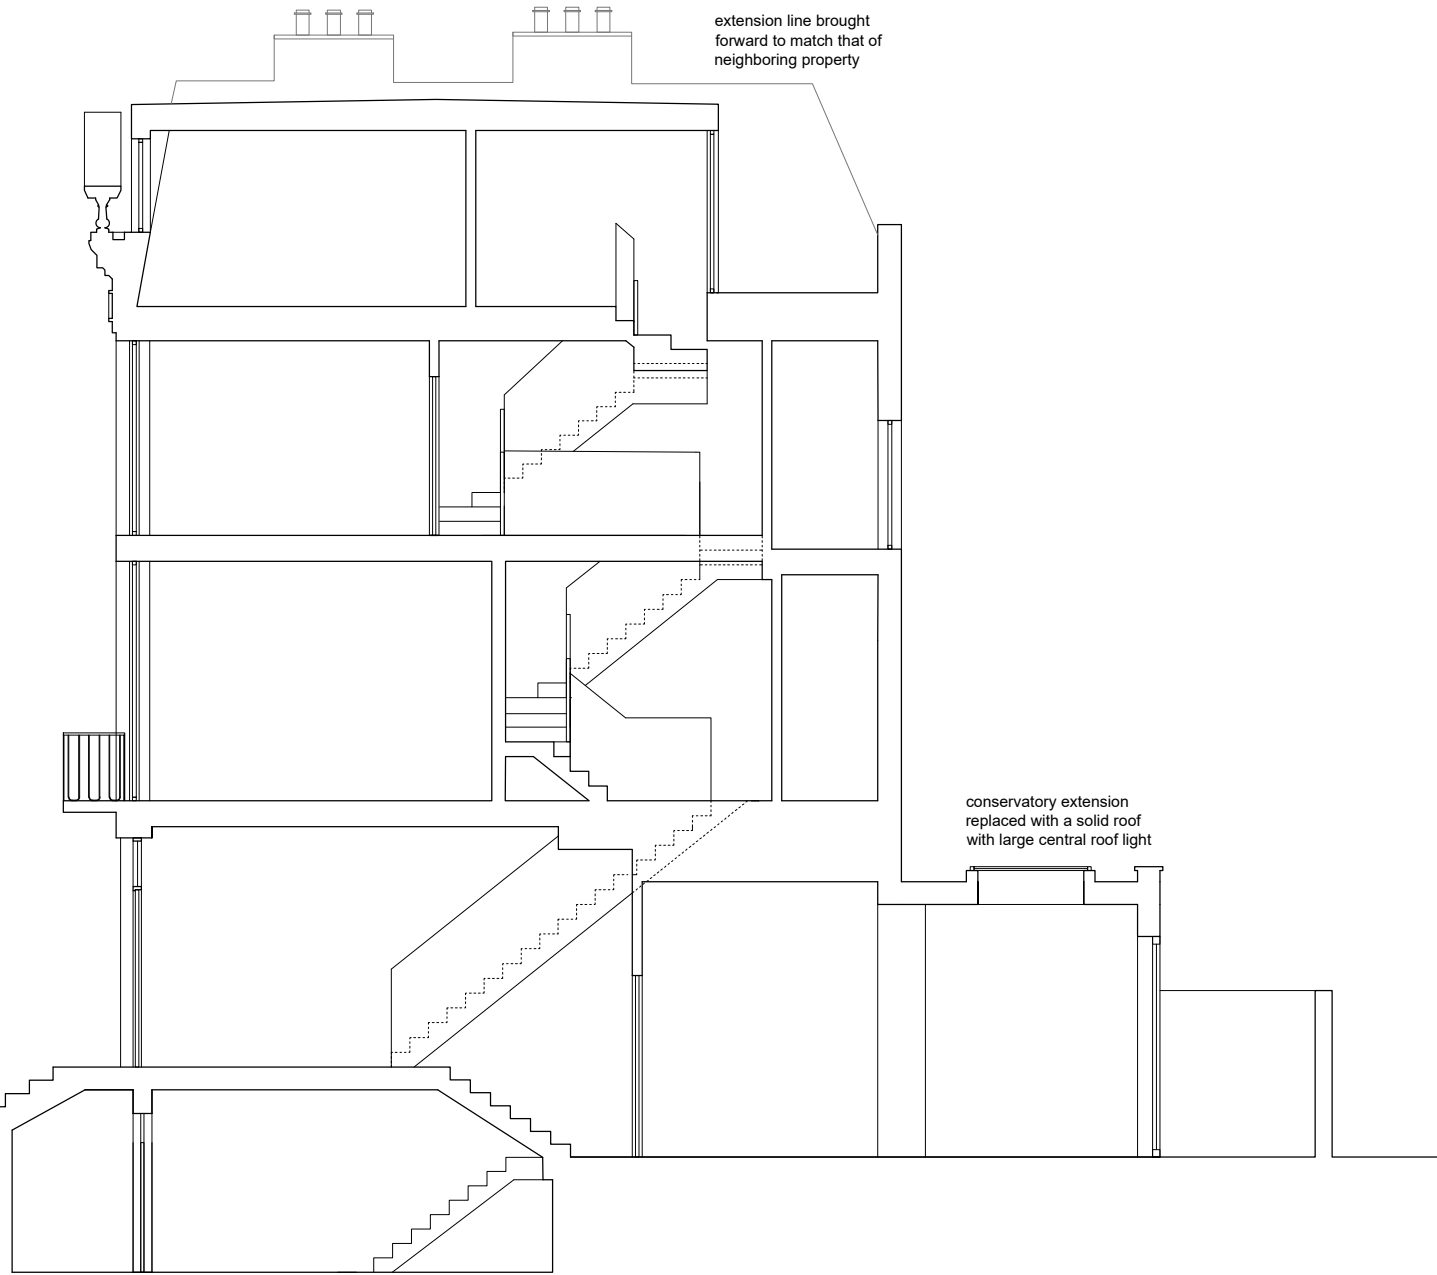 extension line brought
forward to match that of
neighboring property
conservatory extension
replaced with a solid roof
with large central roof light